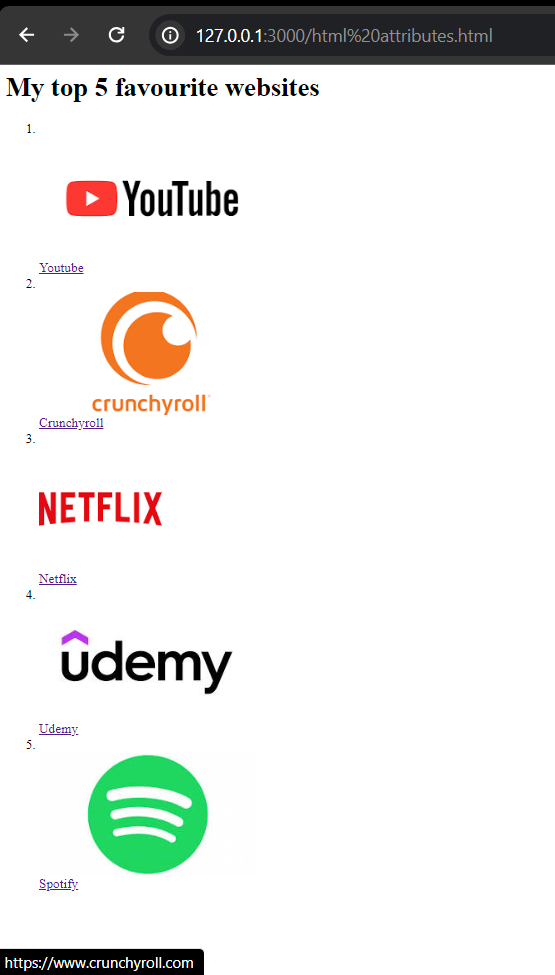 127.0.0.1:3000/html%20attributes.html
My top 5 favourite websites
1.
YouTube
Youtube
2.
crunchyroll
Crunchyroll
3.
NETFLIX
Netflix
4.
udemy
Udemy
5.
Spotify
https://www.crunchyroll.com